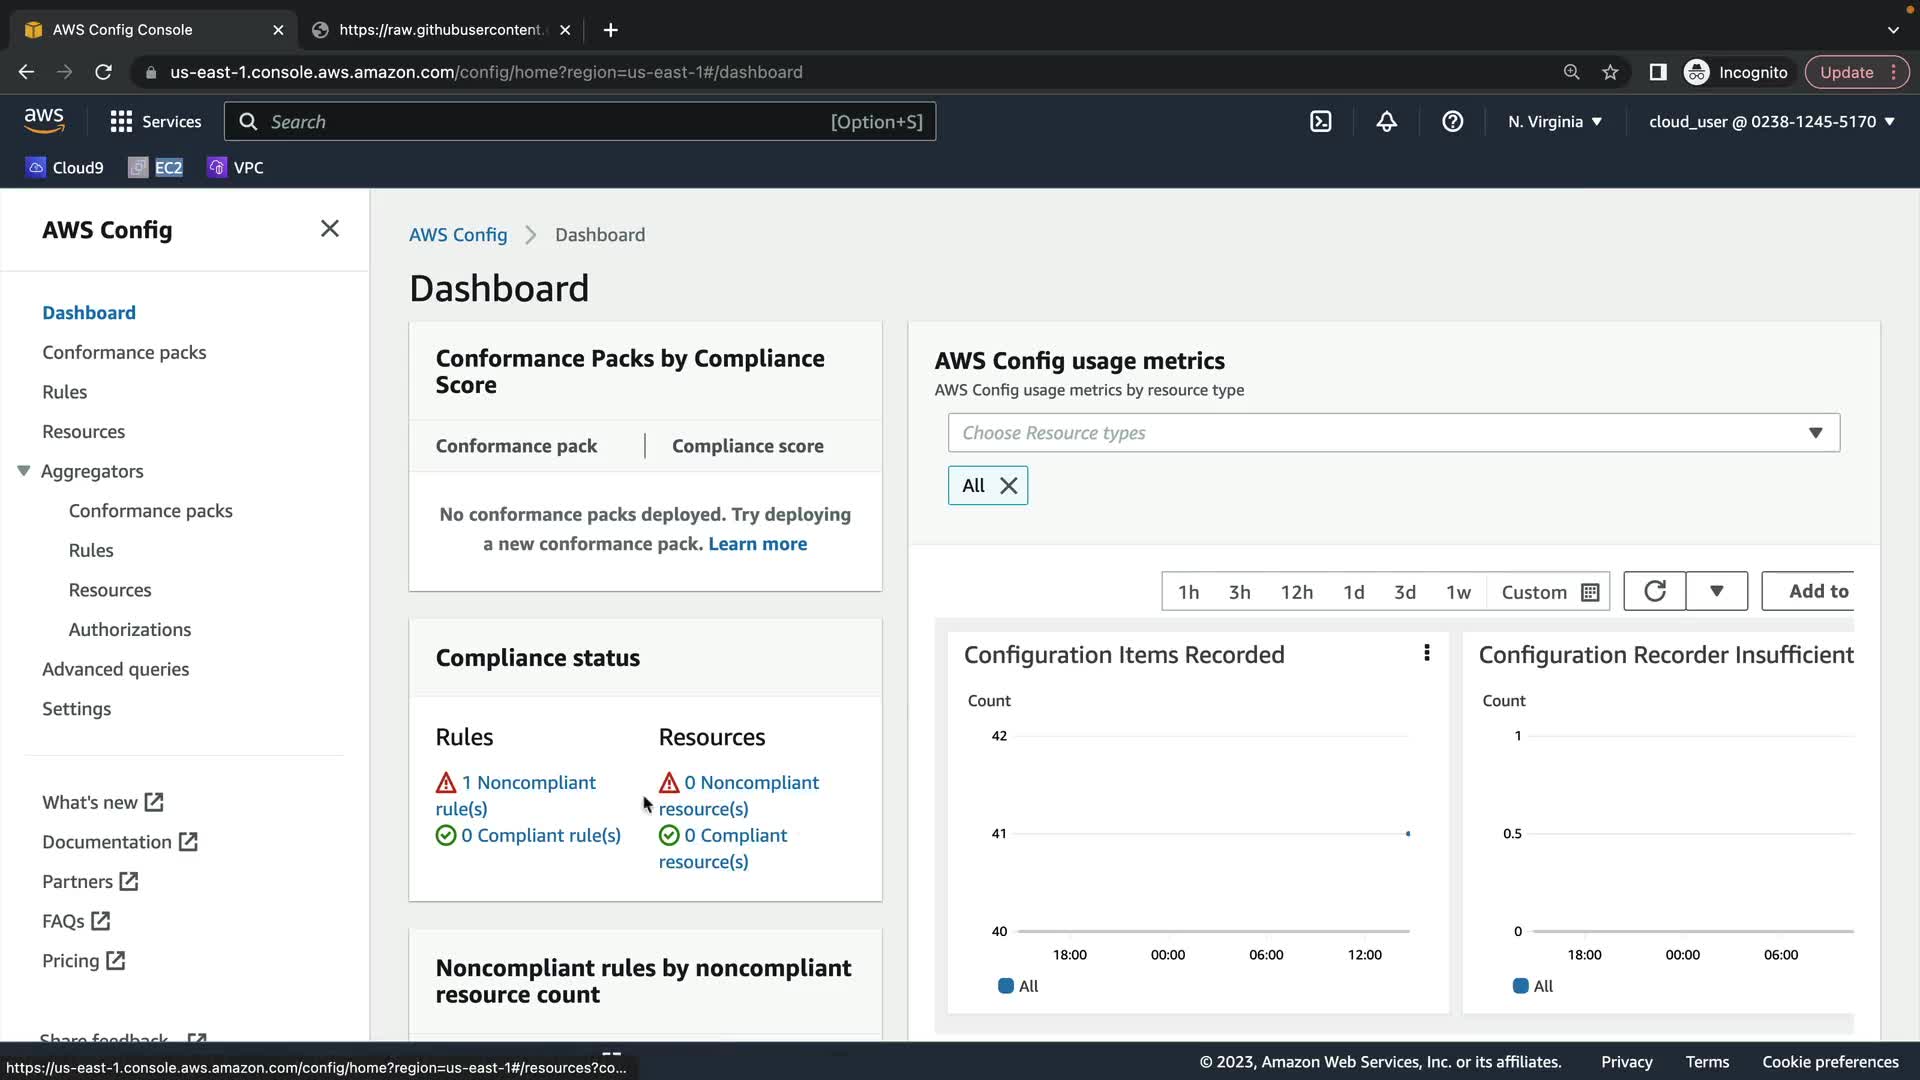 AWS Config Console
https://raw.githubusercontent.
us-east-1.console.aws.amazon.com/config/home?region=us-east-1#/dashboard
Incognito
Update
aws
Services
Search
[Option+S]
N. Virginia
cloud_user @ 0238-1245-5170
Cloud9
EC2
VPC
AWS Config
Dashboard
Conformance packs
Rules
Resources
Aggregators
Conformance packs
Rules
Resources
Authorizations
Advanced queries
Settings
What's new
Documentation
Partners
FAQs
Pricing
Share feedback
AWS Config
Dashboard
Dashboard
Conformance Packs by Compliance
Score
Conformance pack
Compliance score
No conformance packs deployed. Try deploying
a new conformance pack. Learn more
Compliance status
Rules
1 Noncompliant
rule(s)
0 Compliant rule(s)
Resources
0 Noncompliant
resource(s)
0 Compliant
resource(s)
Noncompliant rules by noncompliant
resource count
AWS Config usage metrics
AWS Config usage metrics by resource type
Choose Resource types
All
1h
3h
12h
1d
3d
1w
Custom
Add to
Configuration Items Recorded
Count
42
41
40
18:00
00:00
06:00
12:00
All
Configuration Recorder Insufficient
Count
1
0.5
0
18:00
00:00
06:00
All
https://us-east-1.console.aws.amazon.com/config/home?region=us-east-1#/resources?co...
© 2023, Amazon Web Services, Inc. or its affiliates.
Privacy
Terms
Cookie preferences